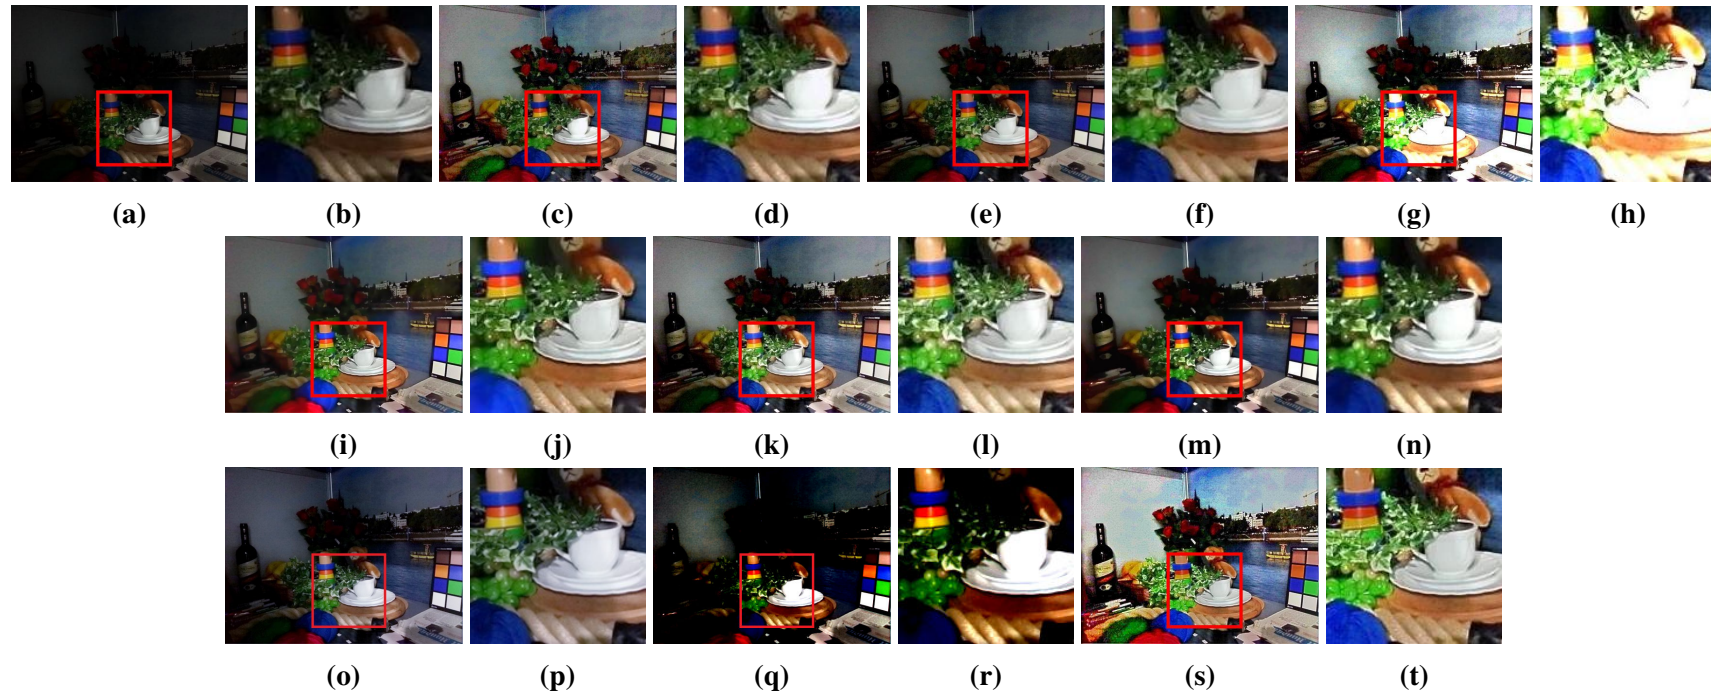 (a) (b) (c) (d) (e) (f) (g) (h)
(i) (j) (k) (l) (m) (n)
(o) (p) (q) (r) (s) (t)